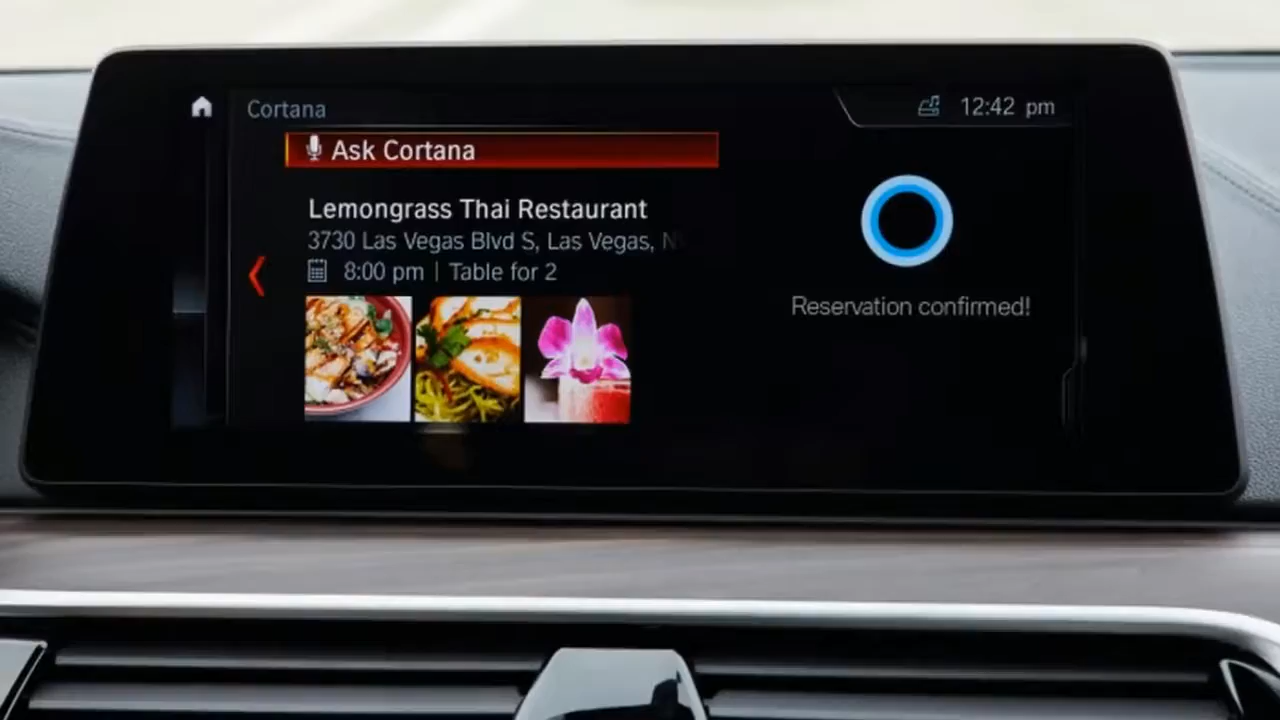 Cortana
12:42 pm
Ask Cortana
Lemongrass Thai Restaurant
3730 Las Vegas Blvd S, Las Vegas,
8:00 pm | Table for 2
Reservation confirmed!